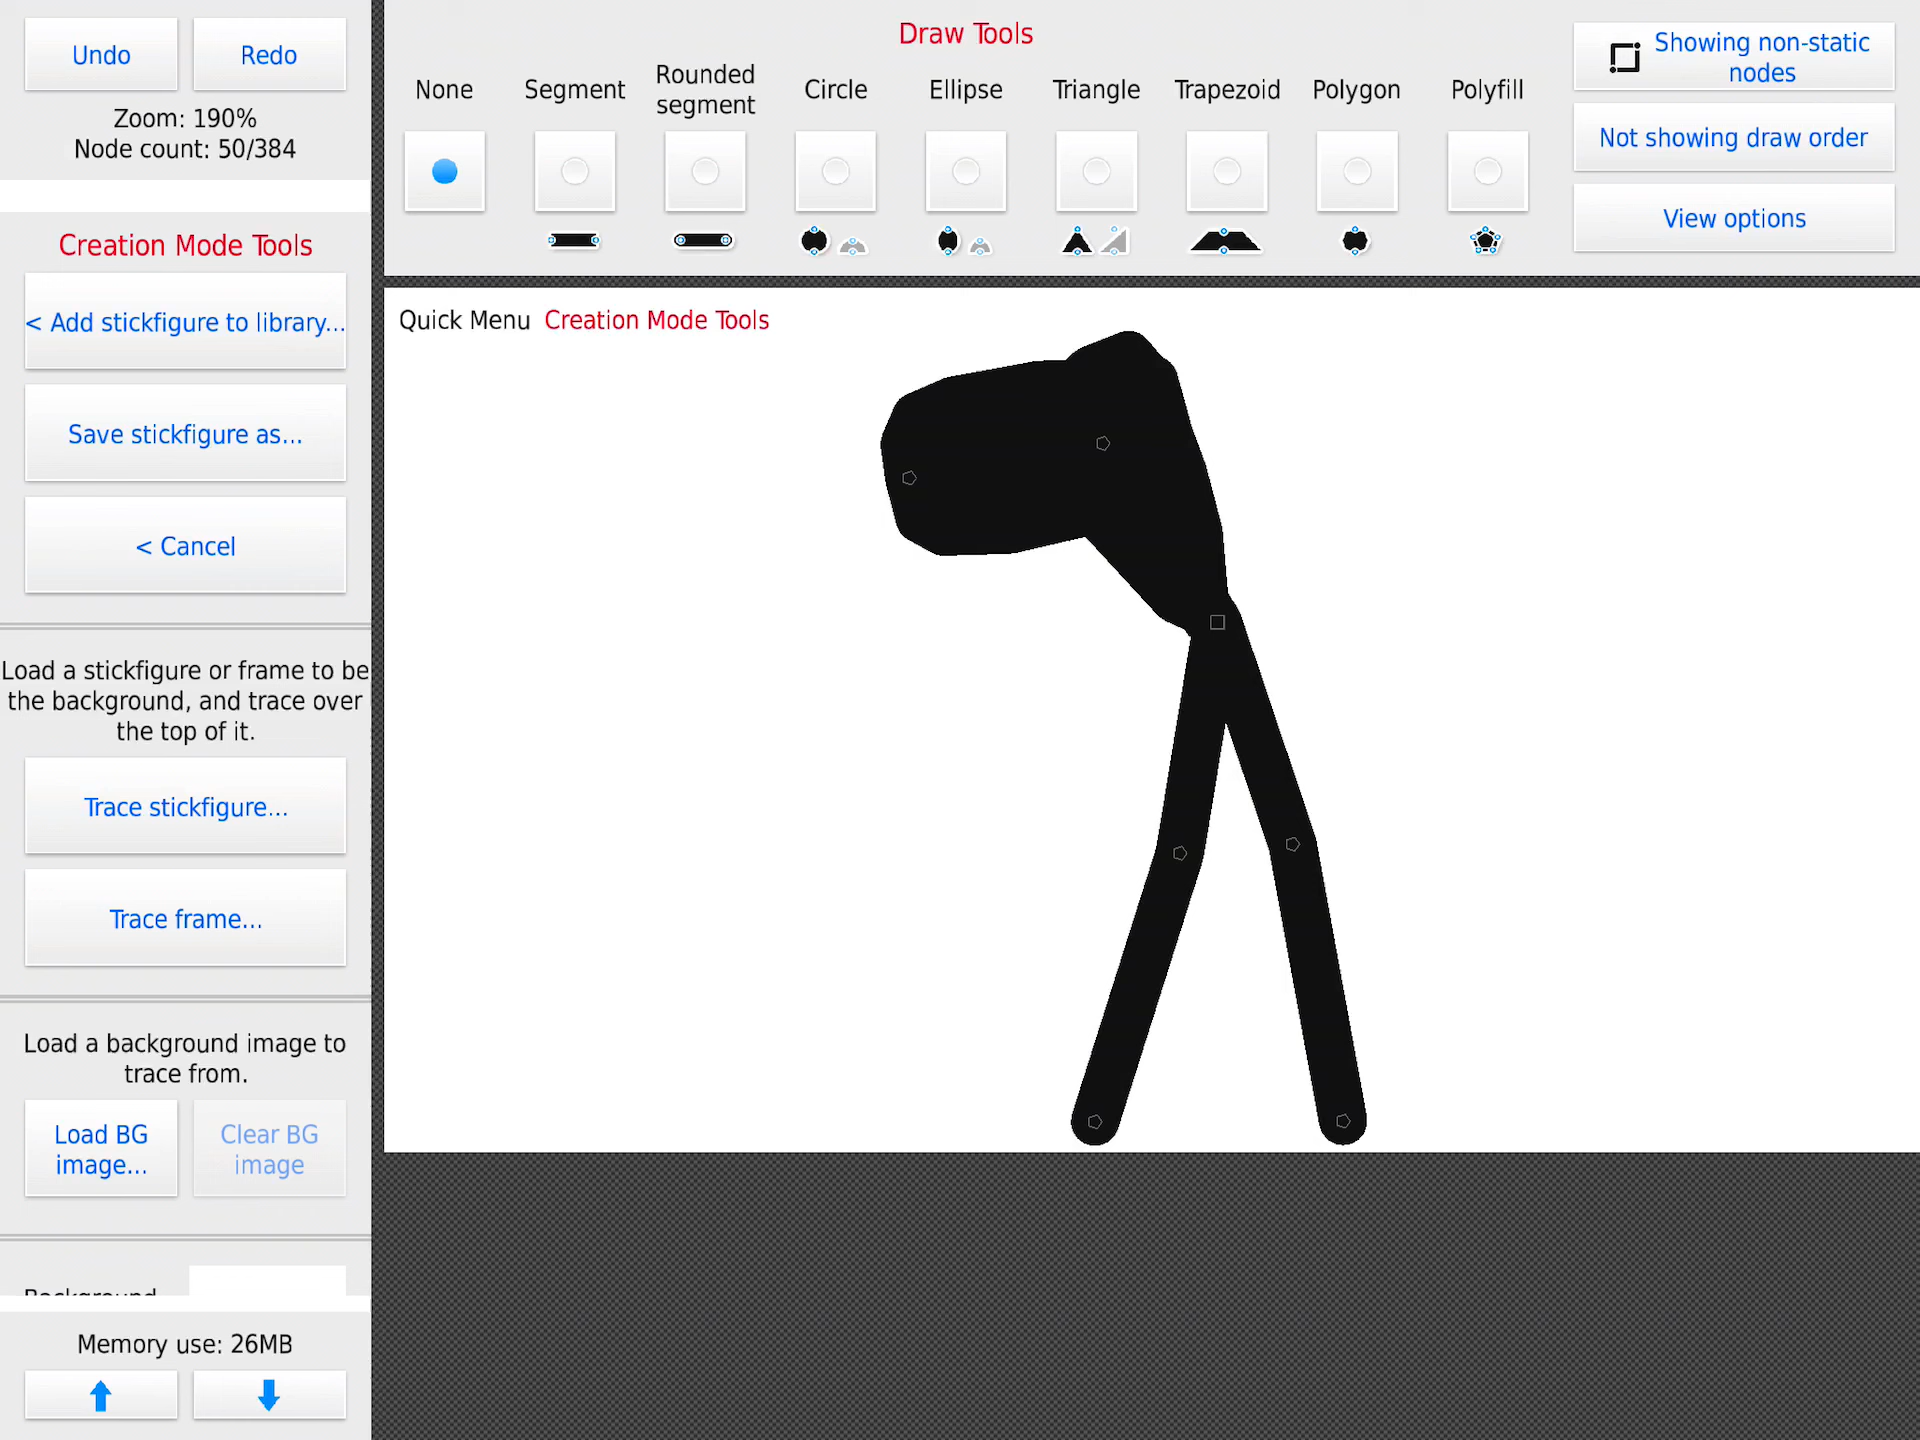 Undo
Redo
Zoom: 190%
Node count: 50/384
Creation Mode Tools
< Add stickfigure to library...
Save stickfigure as...
< Cancel
Load a stickfigure or frame to be
the background, and trace over
the top of it.
Trace stickfigure...
Trace frame...
Load a background image to
trace from.
Load BG
image...
Clear BG
image
Background
Memory use: 26MB
Draw Tools
None
Segment
Rounded
segment
Circle
Ellipse
Triangle
Trapezoid
Polygon
Polyfill
Showing non-static
nodes
Not showing draw order
View options
Quick Menu Creation Mode Tools